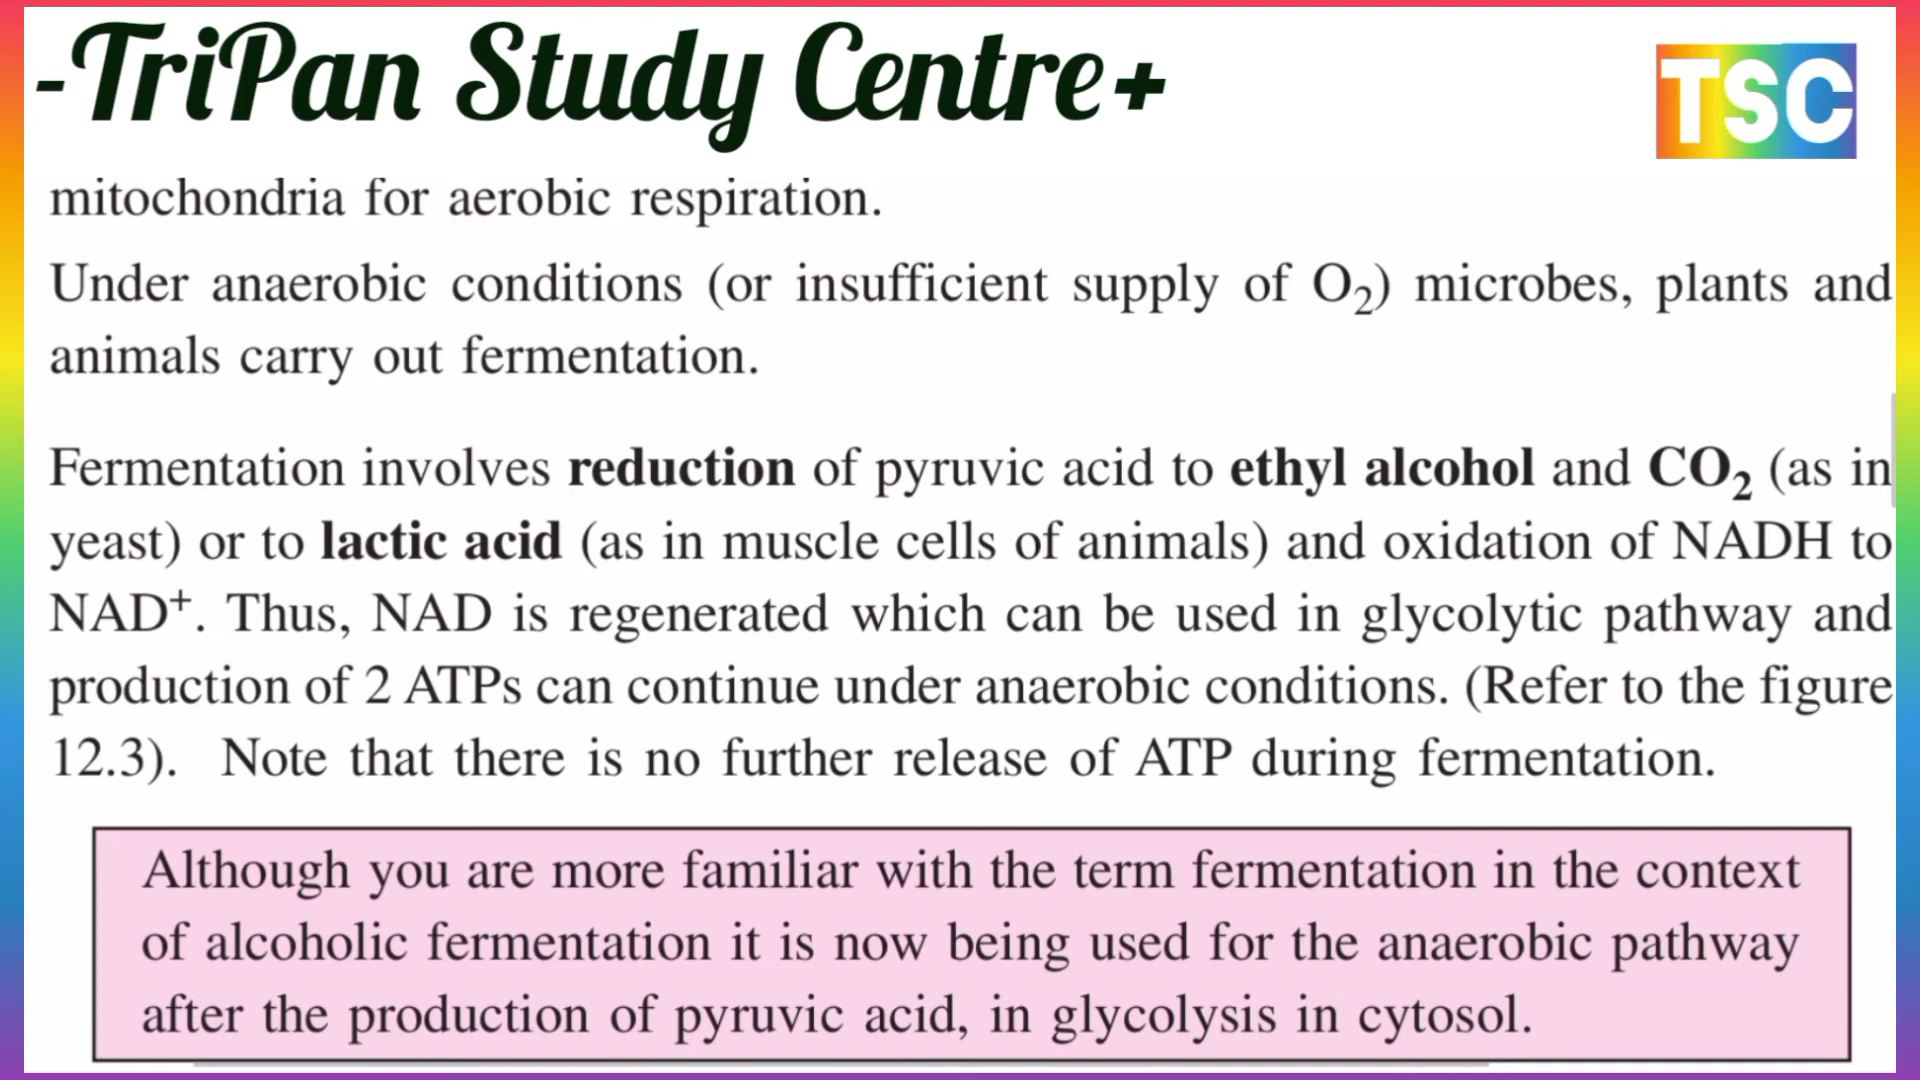 -TriPan Study Centre+
TSC
mitochondria for aerobic respiration.
Under anaerobic conditions (or insufficient supply of O₂) microbes, plants and
animals carry out fermentation.
Fermentation involves reduction of pyruvic acid to ethyl alcohol and CO₂ (as in
yeast) or to lactic acid (as in muscle cells of animals) and oxidation of NADH to
NAD⁺. Thus, NAD is regenerated which can be used in glycolytic pathway and
production of 2 ATPs can continue under anaerobic conditions. (Refer to the figure
12.3). Note that there is no further release of ATP during fermentation.
Although you are more familiar with the term fermentation in the context
of alcoholic fermentation it is now being used for the anaerobic pathway
after the production of pyruvic acid, in glycolysis in cytosol.